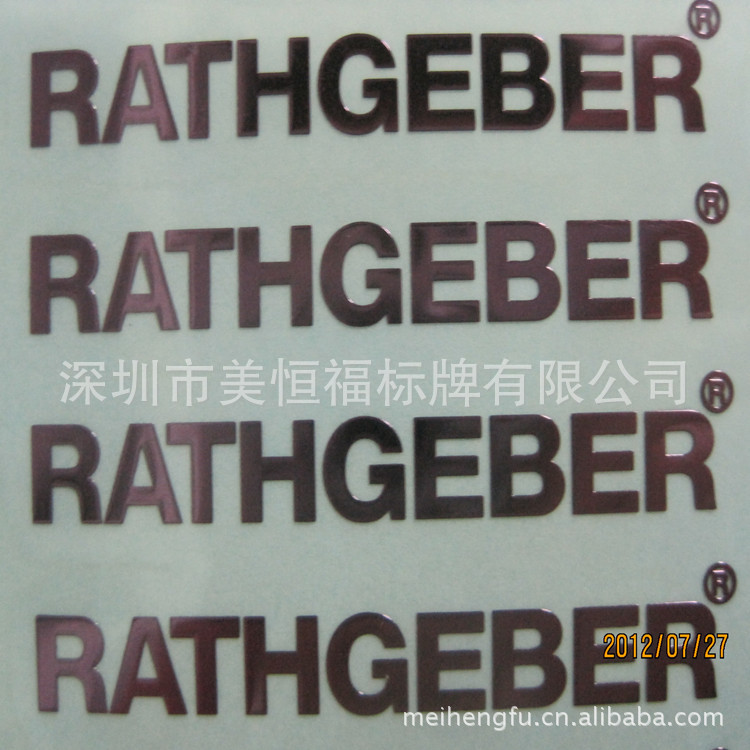 RATHGEBER®
RATHGEBER®
深圳市美恒福标牌有限公司
RATHGEBER®
RATHGEBER®
2012/07/27
meihengfu.cn.alibaba.com